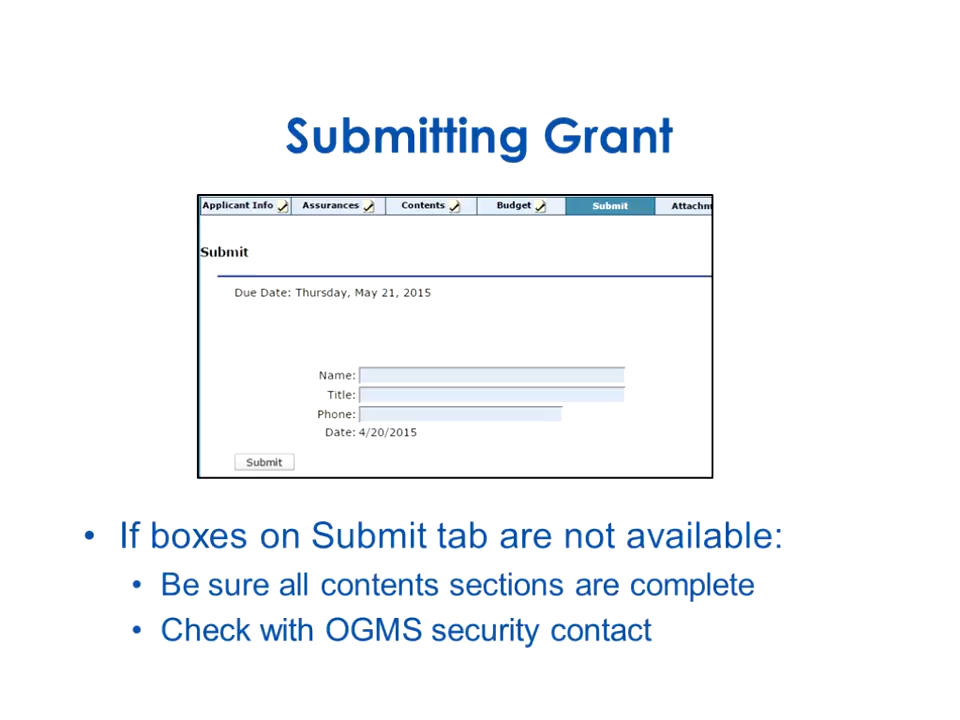 Submitting Grant
Applicant Info Assurances Contents Budget Submit
Submit
Due Date: Thursday, May 21, 2015
Name:
Title:
Phone:
Date: 4/20/2015
Submit
• If boxes on Submit tab are not available:
• Be sure all contents sections are complete
• Check with OGMS security contact